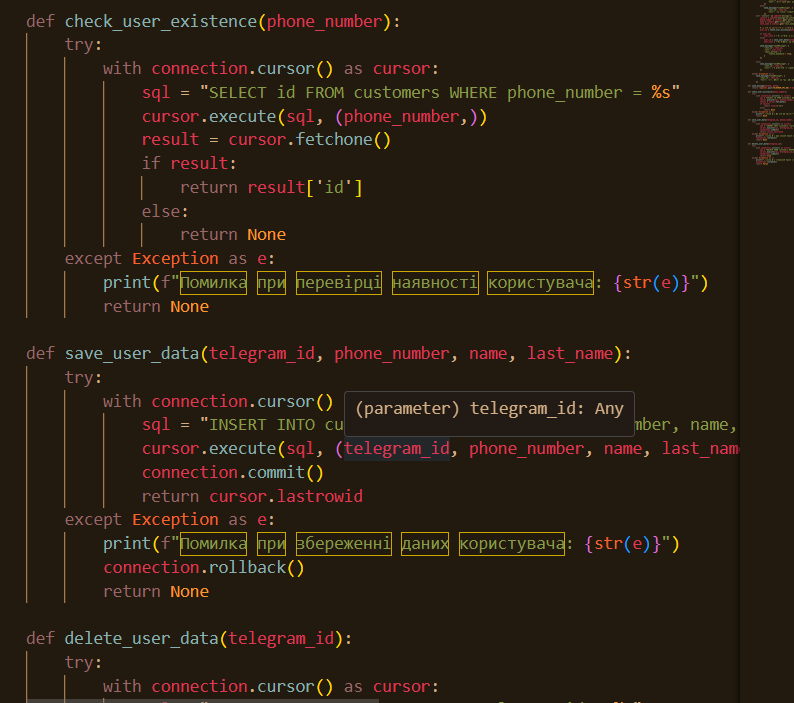 def check_user_existence(phone_number):
try:
with connection.cursor() as cursor:
sql = "SELECT id FROM customers WHERE phone_number = %s"
cursor.execute(sql, (phone_number,))
result = cursor.fetchone()
if result:
return result['id']
else:
return None
except Exception as e:
print(f"Помилка при перевірці наявності користувача: {str(e)}")
return None
def save_user_data(telegram_id, phone_number, name, last_name):
try:
with connection.cursor()
(parameter) telegram_id: Any
sql = "INSERT INTO cu mber, name,
cursor.execute(sql, (telegram_id, phone_number, name, last_nam
connection.commit()
return cursor.lastrowid
except Exception as e:
print(f"Помилка при збереженні даних користувача: {str(e)}")
connection.rollback()
return None
def delete_user_data(telegram_id):
try:
with connection.cursor() as cursor: